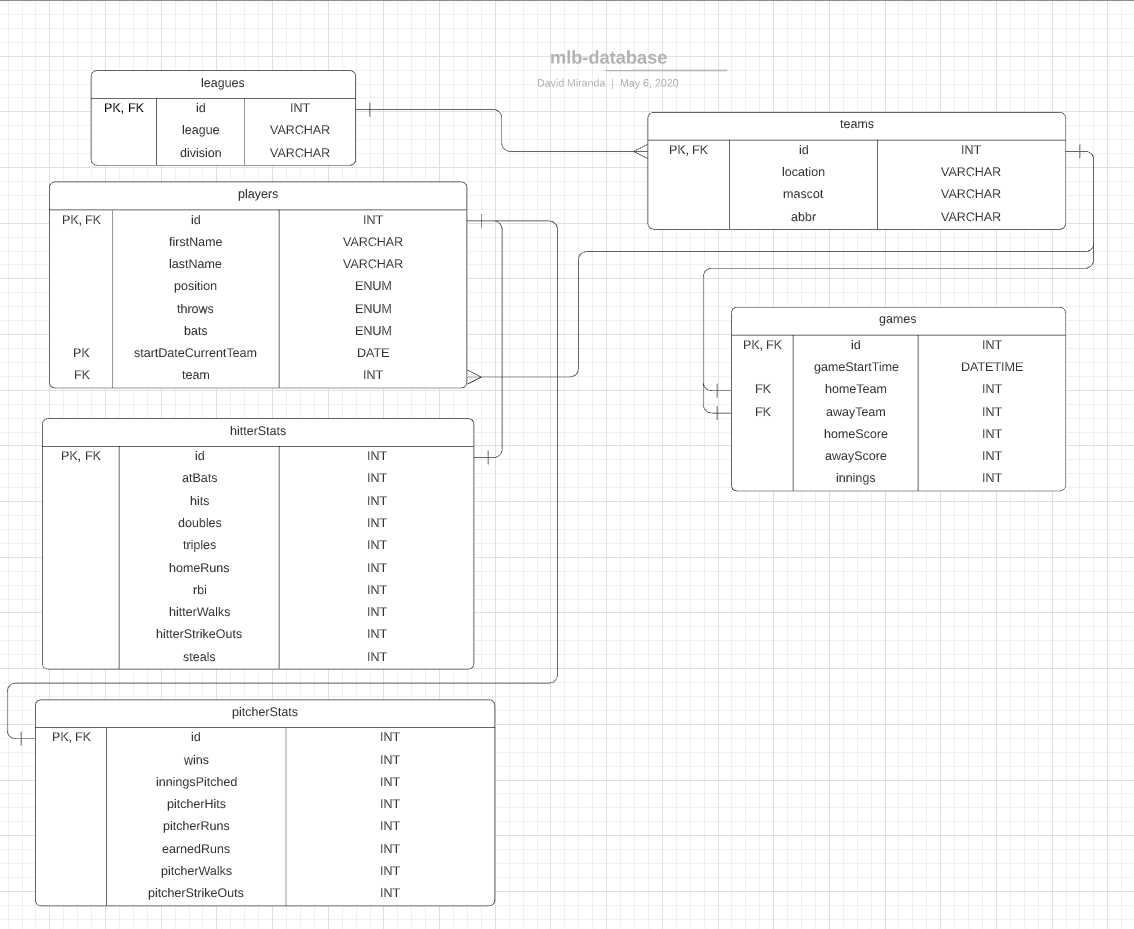 mlb-database
David Miranda | May 6, 2020
leagues
PK, FK id INT
league VARCHAR
division VARCHAR
teams
PK, FK id INT
location VARCHAR
mascot VARCHAR
abbr VARCHAR
players
PK, FK id INT
firstName VARCHAR
lastName VARCHAR
position ENUM
throws ENUM
bats ENUM
PK startDateCurrentTeam DATE
FK team INT
games
PK, FK id INT
gameStartTime DATETIME
FK homeTeam INT
FK awayTeam INT
homeScore INT
awayScore INT
innings INT
hitterStats
PK, FK id INT
atBats INT
hits INT
doubles INT
triples INT
homeRuns INT
rbi INT
hitterWalks INT
hitterStrikeOuts INT
steals INT
pitcherStats
PK, FK id INT
wins INT
inningsPitched INT
pitcherHits INT
pitcherRuns INT
earnedRuns INT
pitcherWalks INT
pitcherStrikeOuts INT